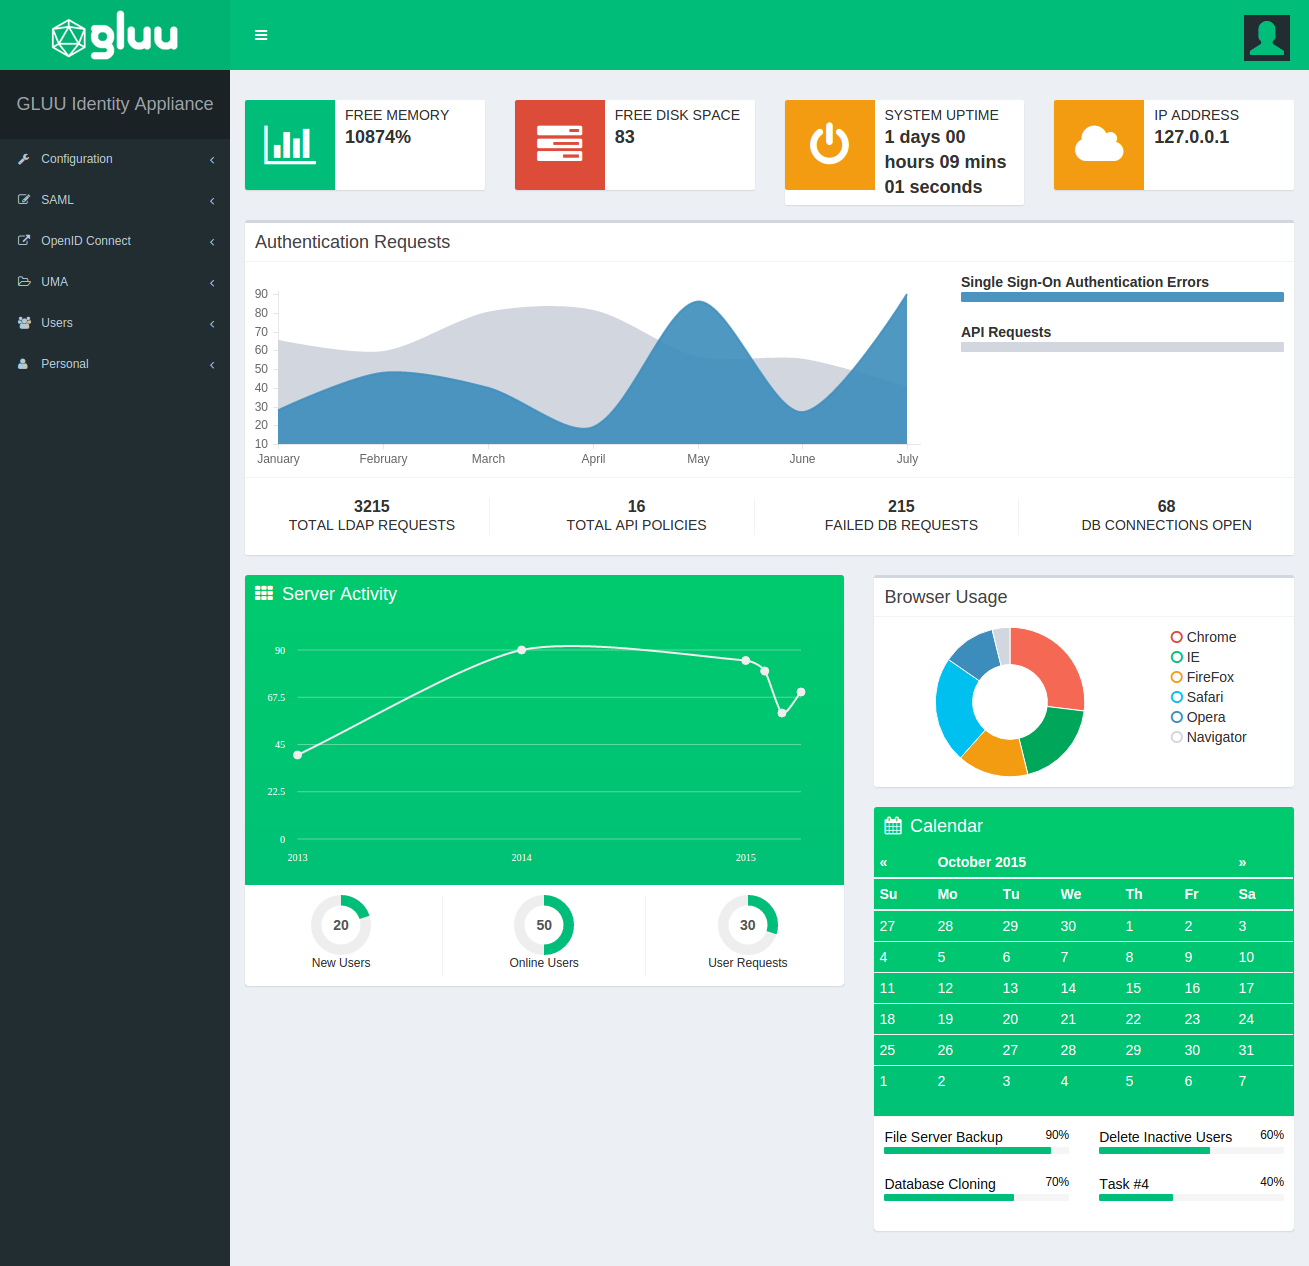 gluu
GLUU Identity Appliance
Configuration
SAML
OpenID Connect
UMA
Users
Personal
FREE MEMORY
10874%
FREE DISK SPACE
83
SYSTEM UPTIME
1 days 00
hours 09 mins
01 seconds
IP ADDRESS
127.0.0.1
Authentication Requests
90
80
70
60
50
40
30
20
10
January February March April May June July
Single Sign-On Authentication Errors
API Requests
3215
TOTAL LDAP REQUESTS
16
TOTAL API POLICIES
215
FAILED DB REQUESTS
68
DB CONNECTIONS OPEN
Server Activity
90
67.5
45
22.5
0
2013 2014 2015
20
New Users
50
Online Users
30
User Requests
Browser Usage
Chrome
IE
FireFox
Safari
Opera
Navigator
Calendar
« October 2015 »
Su Mo Tu We Th Fr Sa
27 28 29 30 1 2 3
4 5 6 7 8 9 10
11 12 13 14 15 16 17
18 19 20 21 22 23 24
25 26 27 28 29 30 31
1 2 3 4 5 6 7
File Server Backup 90%
Delete Inactive Users 60%
Database Cloning 70%
Task #4 40%